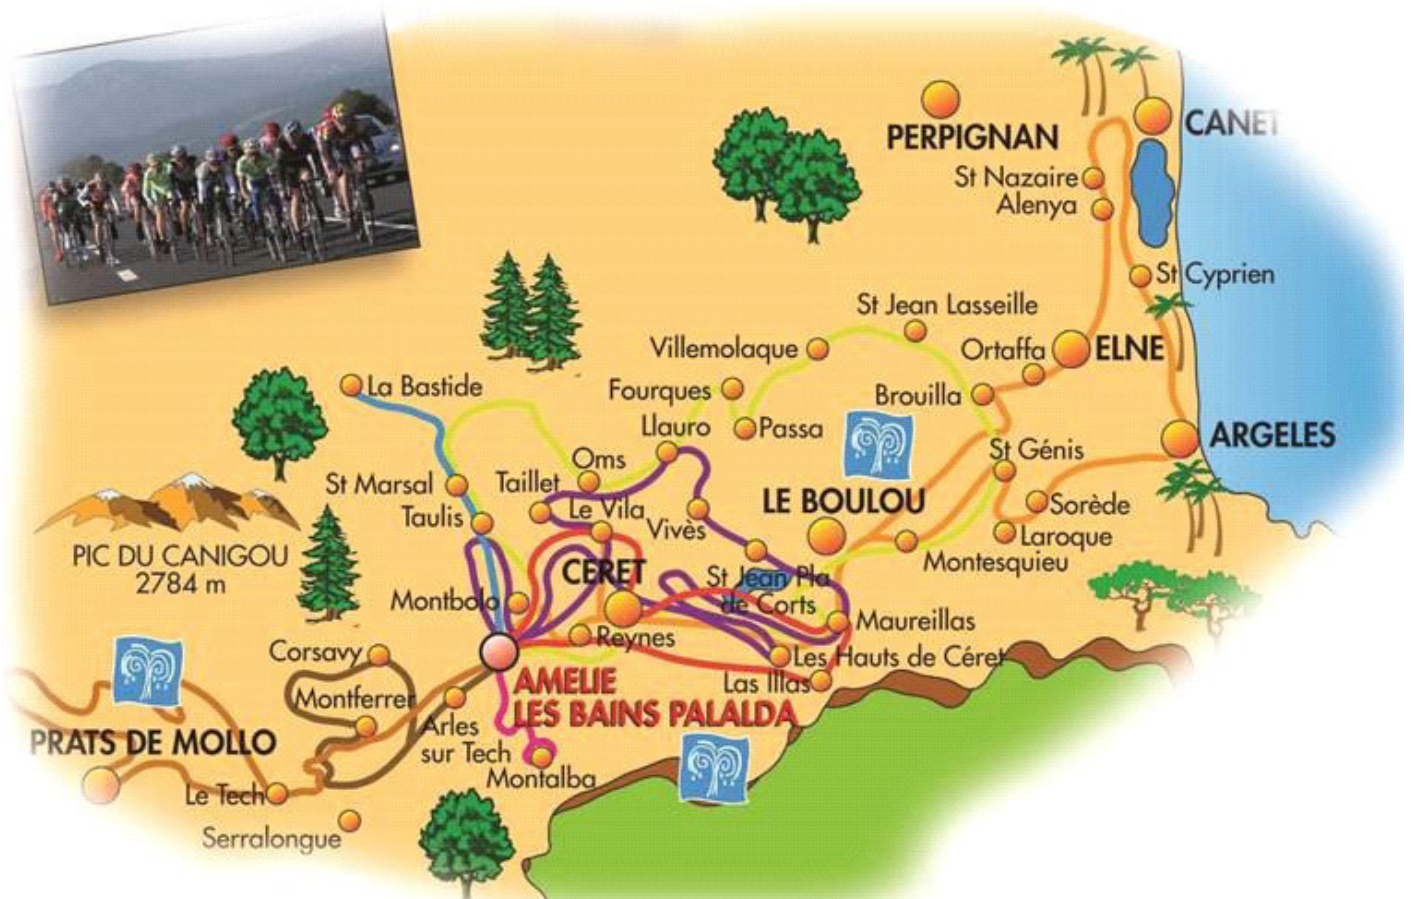 CANET
PERPIGNAN
St Nazaire
Alenya
St Cyprien
St Jean Lasseille
Villemolaque
Ortaffa
ELNE
La Bastide
Fourques
Brouilla
Llauro
Passa
ARGELES
St Génis
Oms
St Marsal
Taillet
LE BOULOU
Sorède
Taulis
Le Vila
Vivès
Laroque
PIC DU CANIGOU
2784 m
Montesquieu
CERET
St Jean Pla
de Corts
Montbolo
Maureillas
Reynes
Corsavy
Les Hauts de Céret
Las Illas
Montferrer
AMELIE
LES BAINS PALALDA
Arles
sur Tech
PRATS DE MOLLO
Montalba
Le Tech
Serralongue